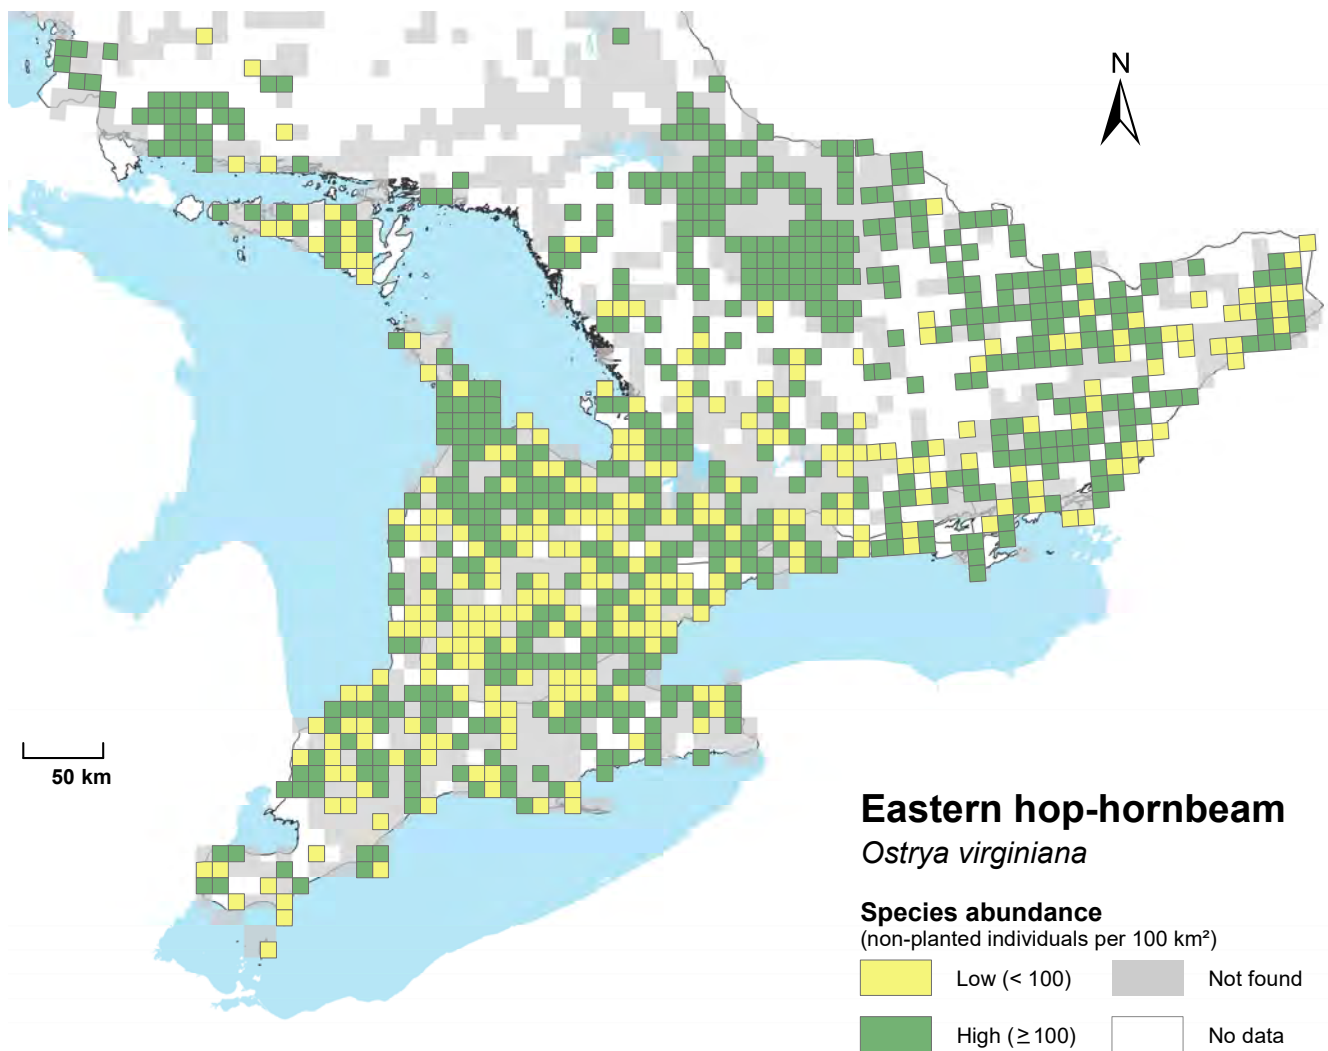 N
50 km
Eastern hop-hornbeam
Ostrya virginiana
Species abundance
(non-planted individuals per 100 km²)
Low (< 100)
Not found
High (≥100)
No data